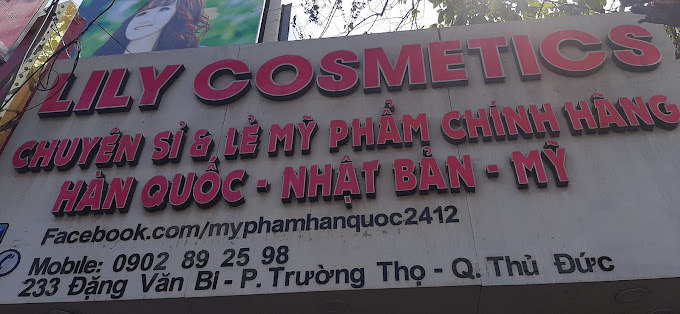 LILY COSMETICS
CHUYÊN SỈ & LẺ MỸ PHẨM CHÍNH HÃNG
HÀN QUỐC - NHẬT BẢN - MỸ
Facebook.com/myphamhanquoc2412
Mobile: 0902 89 25 98
233 Đặng Văn Bi - P. Trường Thọ - Q. Thủ Đức